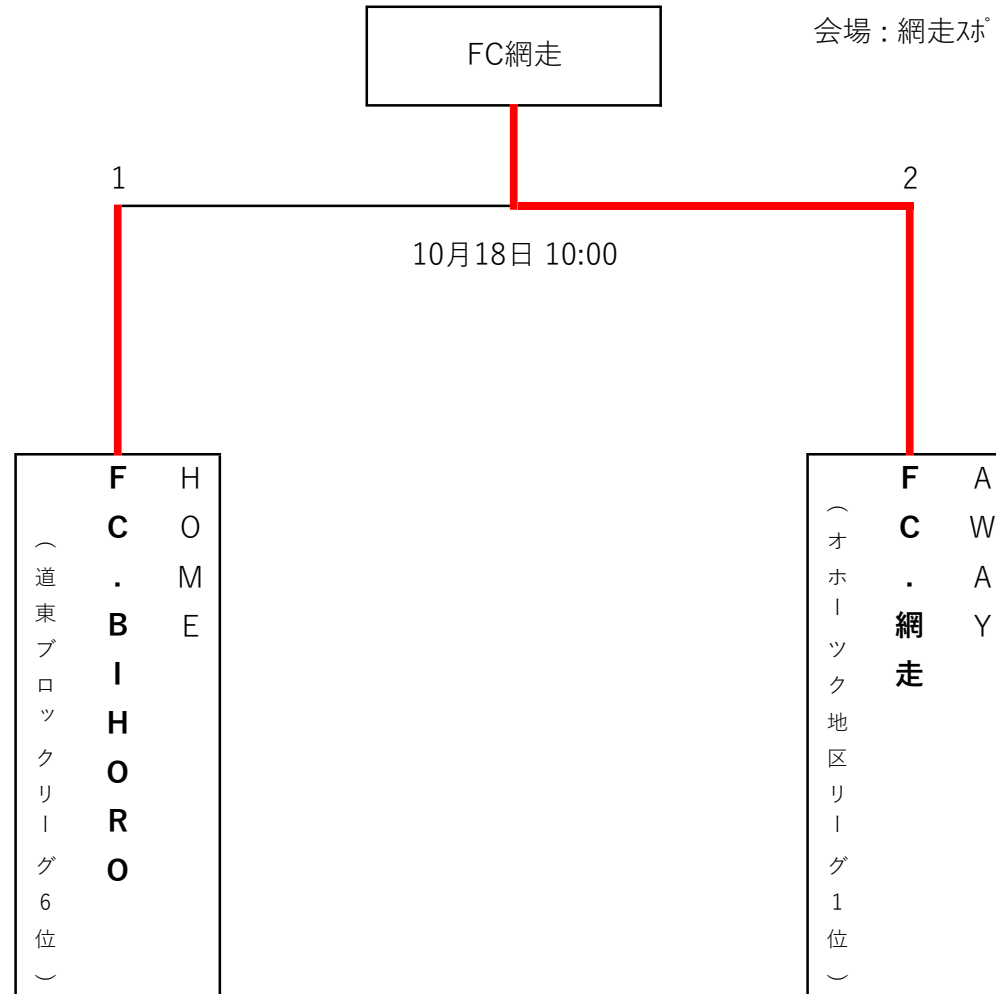 FC網走
会場：網走ｽﾎﾟ
1
2
10月18日 10:00
HOME
FC.BIHORO
（道東ブロックリーグ6位）
AWAY
FC.網走
（オホーツク地区リーグ1位）